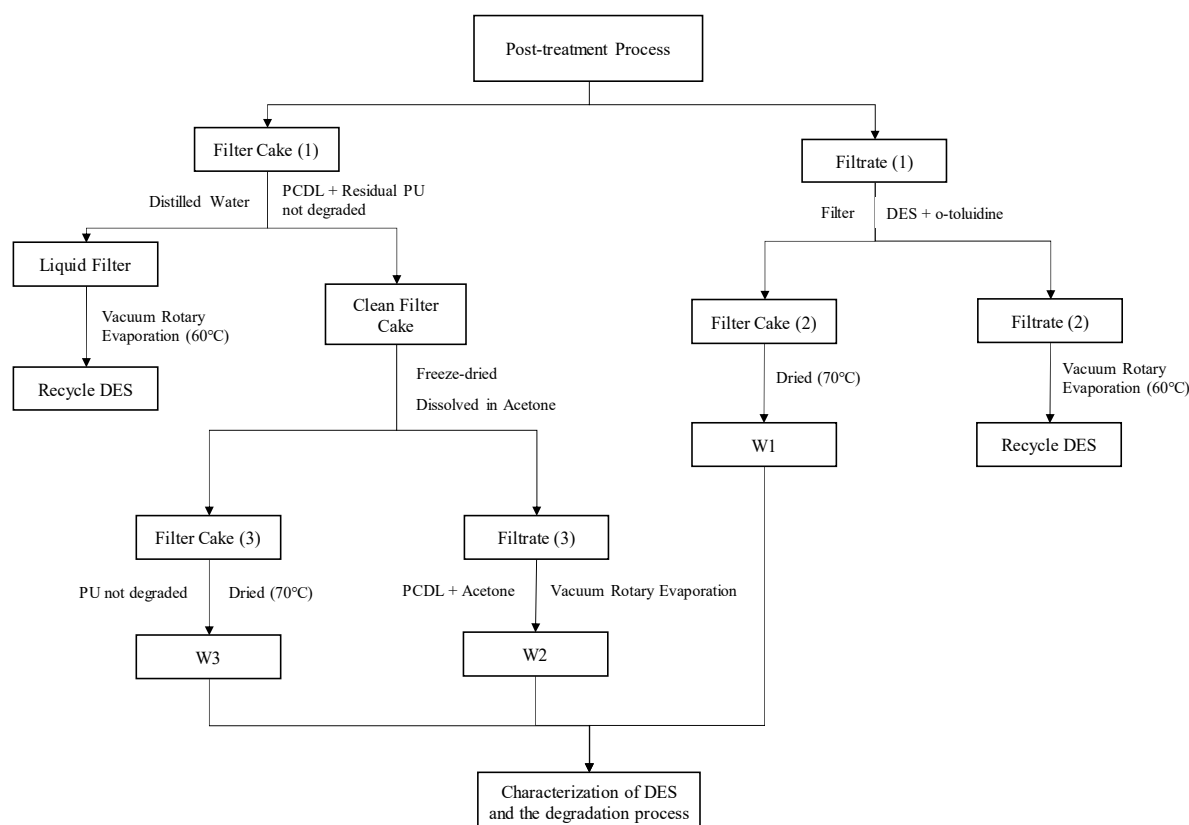 Post-treatment Process
Filter Cake (1)
Filtrate (1)
Distilled Water
PCDL + Residual PU
not degraded
Filter
DES + o-toluidine
Liquid Filter
Clean Filter
Cake
Filter Cake (2)
Filtrate (2)
Vacuum Rotary
Evaporation (60℃)
Dried (70℃)
Vacuum Rotary
Evaporation (60℃)
Recycle DES
Freeze-dried
Dissolved in Acetone
W1
Recycle DES
Filter Cake (3)
Filtrate (3)
PU not degraded
Dried (70℃)
PCDL + Acetone
Vacuum Rotary Evaporation
W3
W2
Characterization of DES
and the degradation process